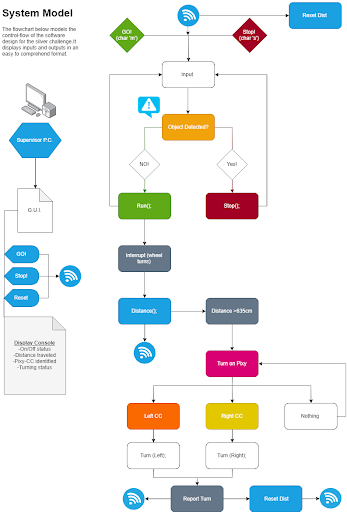 System Model
The flowchart below models the
control-flow of the software
design for the silver challenge.It
displays inputs and outputs in an
easy to comprehend format.
Reset Dist
GO!
(char 'm')
Stop!
(char 's')
Input
Object Detected?
NO!
Yes!
Run();
Stop();
Supervisor P.C.
G.U.I.
GO!
Stop!
Reset
Display Console
-On/Off status
-Distance traveled
-Pixy-CC identified
-Turning status
Interrupt (wheel
turns)
Distance();
Distance >635cm
Turn on Pixy
Left CC
Right CC
Nothing
Turn (Left);
Turn (Right);
Report Turn
Reset Dist